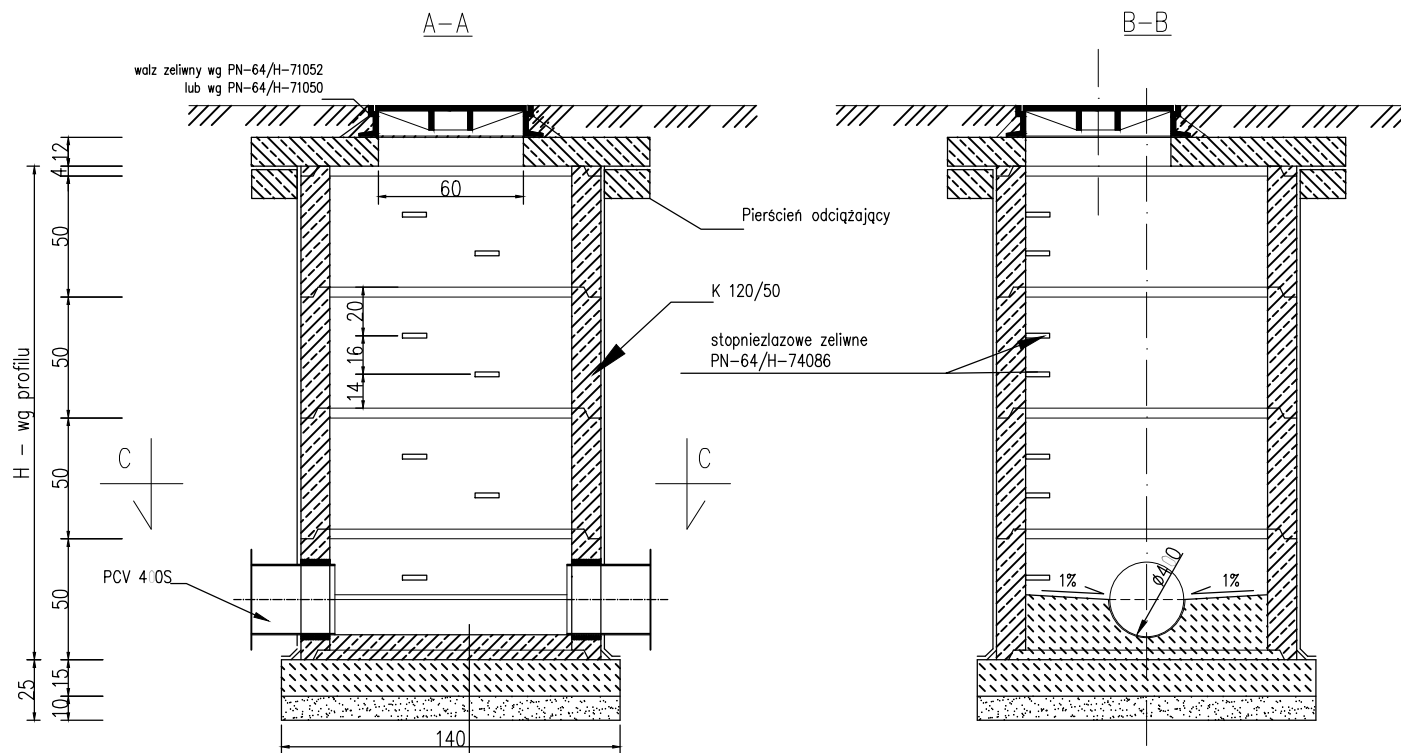 A-A
B-B
walz zeliwny wg PN-64/H-71052
lub wg PN-64/H-71050
12
4
60
Pierścień odciążający
50
K 120/50
20
stopniezlazowe zeliwne
PN-64/H-74086
50
16
14
H - wg profilu
C
C
50
PCV 400S
50
1%
ø400
1%
25
15
10
140